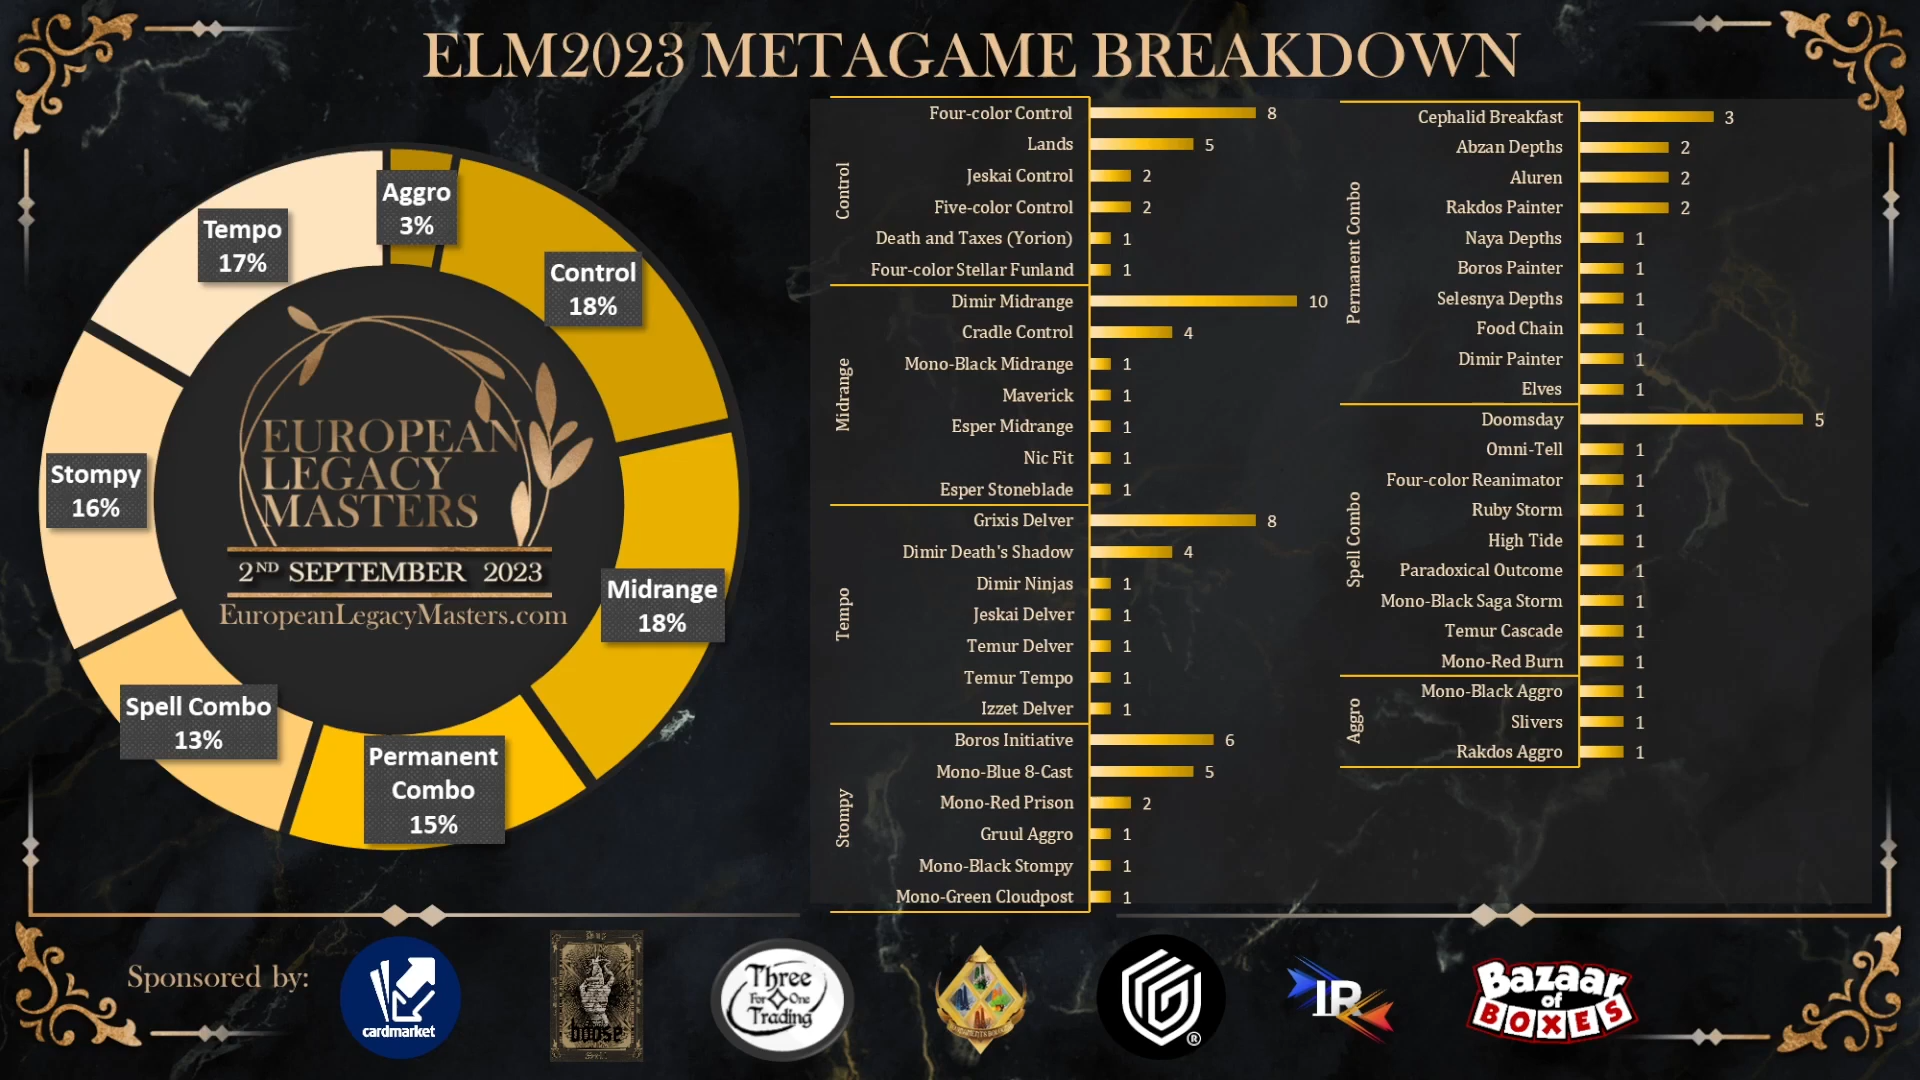 ELM2023 METAGAME BREAKDOWN
Aggro
3%
Control
18%
Midrange
18%
Permanent
Combo
15%
Spell Combo
13%
Stompy
16%
Tempo
17%
EUROPEAN
LEGACY
MASTERS
2ND SEPTEMBER 2023
EuropeanLegacyMasters.com
Control
Four-color Control 8
Lands 5
Jeskai Control 2
Five-color Control 2
Death and Taxes (Yorion) 1
Four-color Stellar Funland 1
Midrange
Dimir Midrange 10
Cradle Control 4
Mono-Black Midrange 1
Maverick 1
Esper Midrange 1
Nic Fit 1
Esper Stoneblade 1
Tempo
Grixis Delver 8
Dimir Death's Shadow 4
Dimir Ninjas 1
Jeskai Delver 1
Temur Delver 1
Temur Tempo 1
Izzet Delver 1
Stompy
Boros Initiative 6
Mono-Blue 8-Cast 5
Mono-Red Prison 2
Gruul Aggro 1
Mono-Black Stompy 1
Mono-Green Cloudpost 1
Permanent Combo
Cephalid Breakfast 3
Abzan Depths 2
Aluren 2
Rakdos Painter 2
Naya Depths 1
Boros Painter 1
Selesnya Depths 1
Food Chain 1
Dimir Painter 1
Elves 1
Spell Combo
Doomsday 5
Omni-Tell 1
Four-color Reanimator 1
Ruby Storm 1
High Tide 1
Paradoxical Outcome 1
Mono-Black Saga Storm 1
Temur Cascade 1
Mono-Red Burn 1
Aggro
Mono-Black Aggro 1
Slivers 1
Rakdos Aggro 1
Sponsored by:
cardmarket
Three
For One
Trading
®
IR
Bazaar
of
BOXES